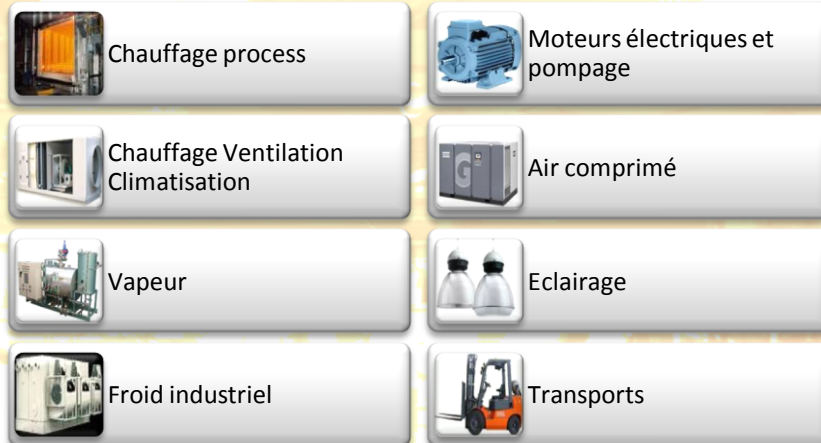 Chauffage process
Moteurs électriques et
pompage
Chauffage Ventilation
Climatisation
Air comprimé
G
Vapeur
Eclairage
Froid industriel
Transports